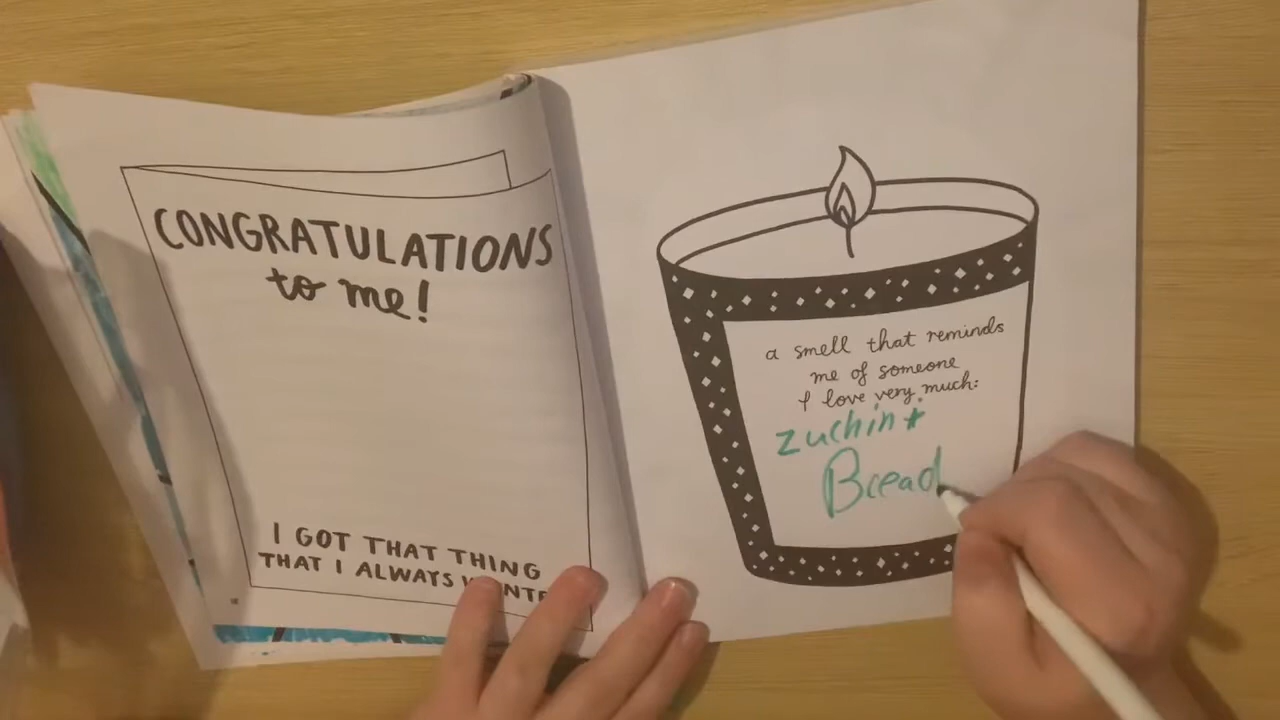 CONGRATULATIONS
to me!
I GOT THAT THING
THAT I ALWAYS
a smell that reminds
me of someone
I love very much:
zuchini
Bread